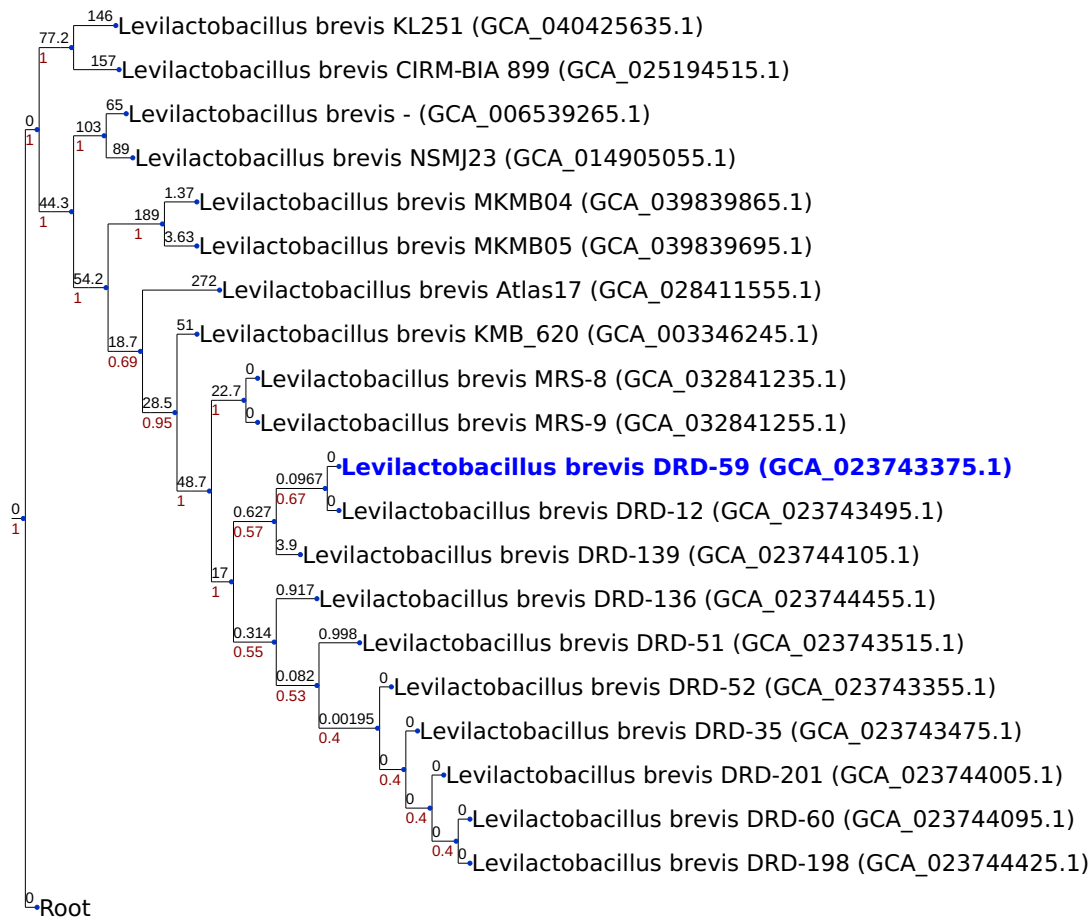 146
Levilactobacillus brevis KL251 (GCA_040425635.1)
77.2
1
157
Levilactobacillus brevis CIRM-BIA 899 (GCA_025194515.1)
65
Levilactobacillus brevis - (GCA_006539265.1)
0
1
103
1
89
Levilactobacillus brevis NSMJ23 (GCA_014905055.1)
1.37
Levilactobacillus brevis MKMB04 (GCA_039839865.1)
44.3
1
189
1
3.63
Levilactobacillus brevis MKMB05 (GCA_039839695.1)
54.2
1
272
Levilactobacillus brevis Atlas17 (GCA_028411555.1)
51
Levilactobacillus brevis KMB_620 (GCA_003346245.1)
18.7
0.69
0
Levilactobacillus brevis MRS-8 (GCA_032841235.1)
28.5
0.95
22.7
1
0
Levilactobacillus brevis MRS-9 (GCA_032841255.1)
0
Levilactobacillus brevis DRD-59 (GCA_023743375.1)
48.7
1
0.0967
0.67
0
Levilactobacillus brevis DRD-12 (GCA_023743495.1)
0
1
0.627
0.57
3.9
Levilactobacillus brevis DRD-139 (GCA_023744105.1)
17
1
0.917
Levilactobacillus brevis DRD-136 (GCA_023744455.1)
0.314
0.55
0.998
Levilactobacillus brevis DRD-51 (GCA_023743515.1)
0.082
0.53
0
Levilactobacillus brevis DRD-52 (GCA_023743355.1)
0.00195
0.4
0
Levilactobacillus brevis DRD-35 (GCA_023743475.1)
0
0.4
0
Levilactobacillus brevis DRD-201 (GCA_023744005.1)
0
0.4
0
Levilactobacillus brevis DRD-60 (GCA_023744095.1)
0
0.4
0
Levilactobacillus brevis DRD-198 (GCA_023744425.1)
0
Root